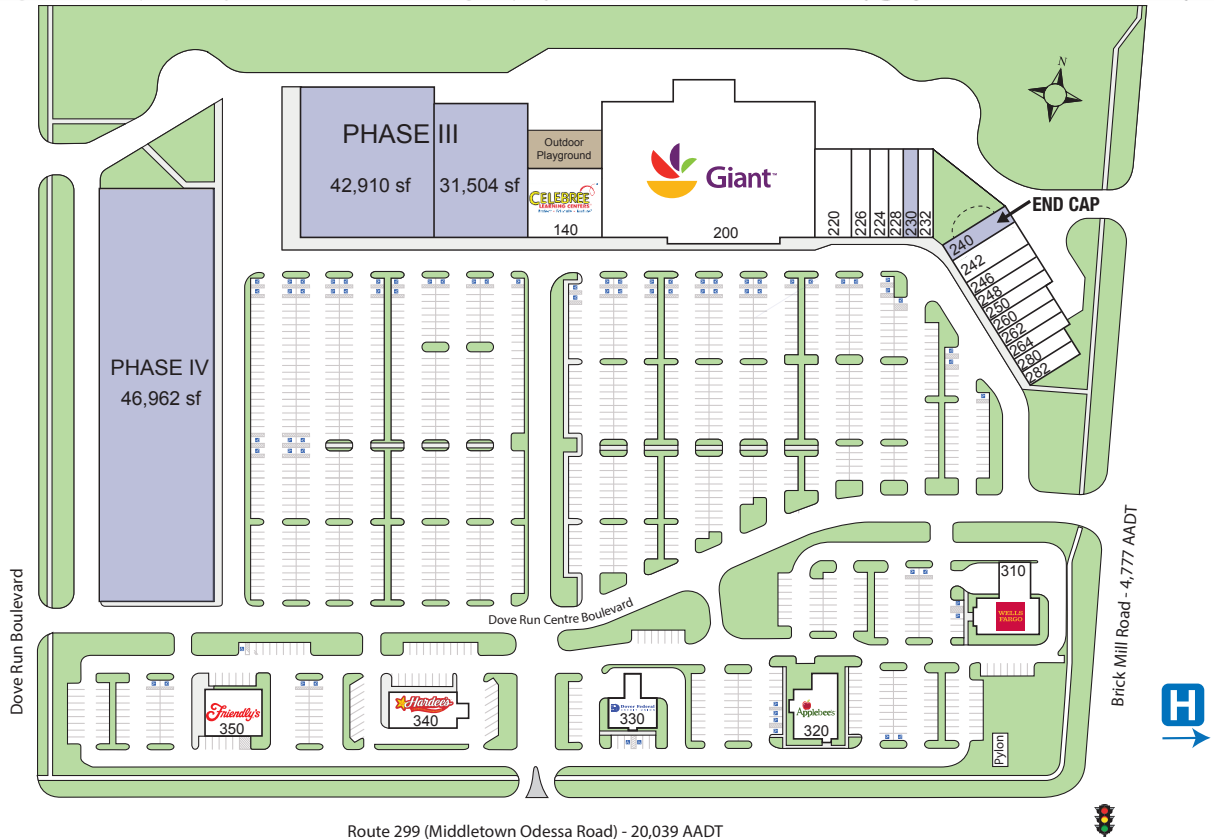 N
PHASE III
42,910 sf
31,504 sf
Outdoor
Playground
CELEBREE
LEARNING CENTERS
140
Giant
200
220
226
224
228
230
232
END CAP
240
242
246
248
250
260
262
264
280
282
PHASE IV
46,962 sf
Dove Run Boulevard
Dove Run Centre Boulevard
Brick Mill Road - 4,777 AADT
310
WELLS
FARGO
H
Friendly's
350
Hardee's
340
Dover Federal
330
Applebee's
320
Pylon
Route 299 (Middletown Odessa Road) - 20,039 AADT